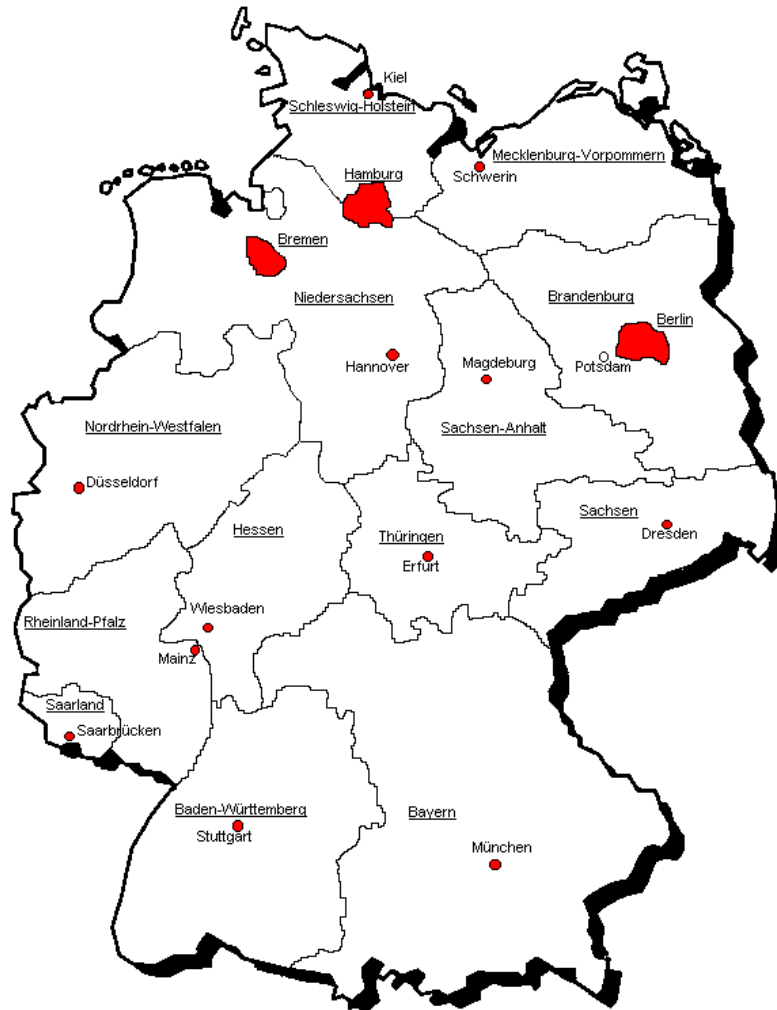 Kiel
Schleswig-Holstein
Mecklenburg-Vorpommern
Schwerin
Hamburg
Bremen
Niedersachsen
Brandenburg
Berlin
Hannover
Magdeburg
Potsdam
Nordrhein-Westfalen
Sachsen-Anhalt
Düsseldorf
Sachsen
Hessen
Thüringen
Dresden
Erfurt
Wiesbaden
Rheinland-Pfalz
Mainz
Saarland
Saarbrücken
Baden-Württemberg
Bayern
Stuttgart
München